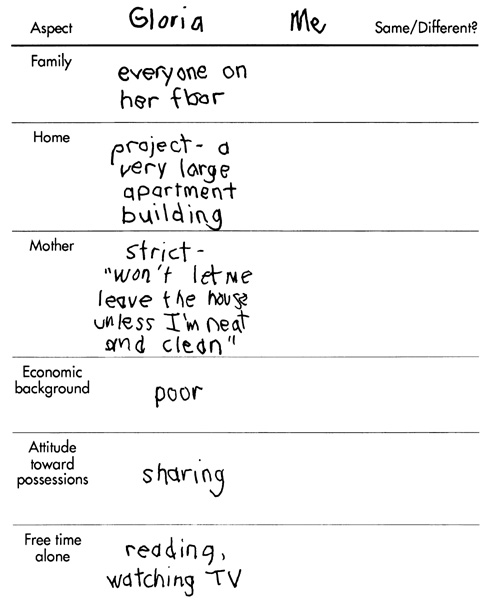 Aspect Gloria Me Same/Different?
Family
everyone on
her floor
Home
project - a
very large
apartment
building
Mother
strict -
"won't let me
leave the house
unless I'm neat
and clean"
Economic
background
poor
Attitude
toward
possessions
sharing
Free time
alone
reading,
watching TV